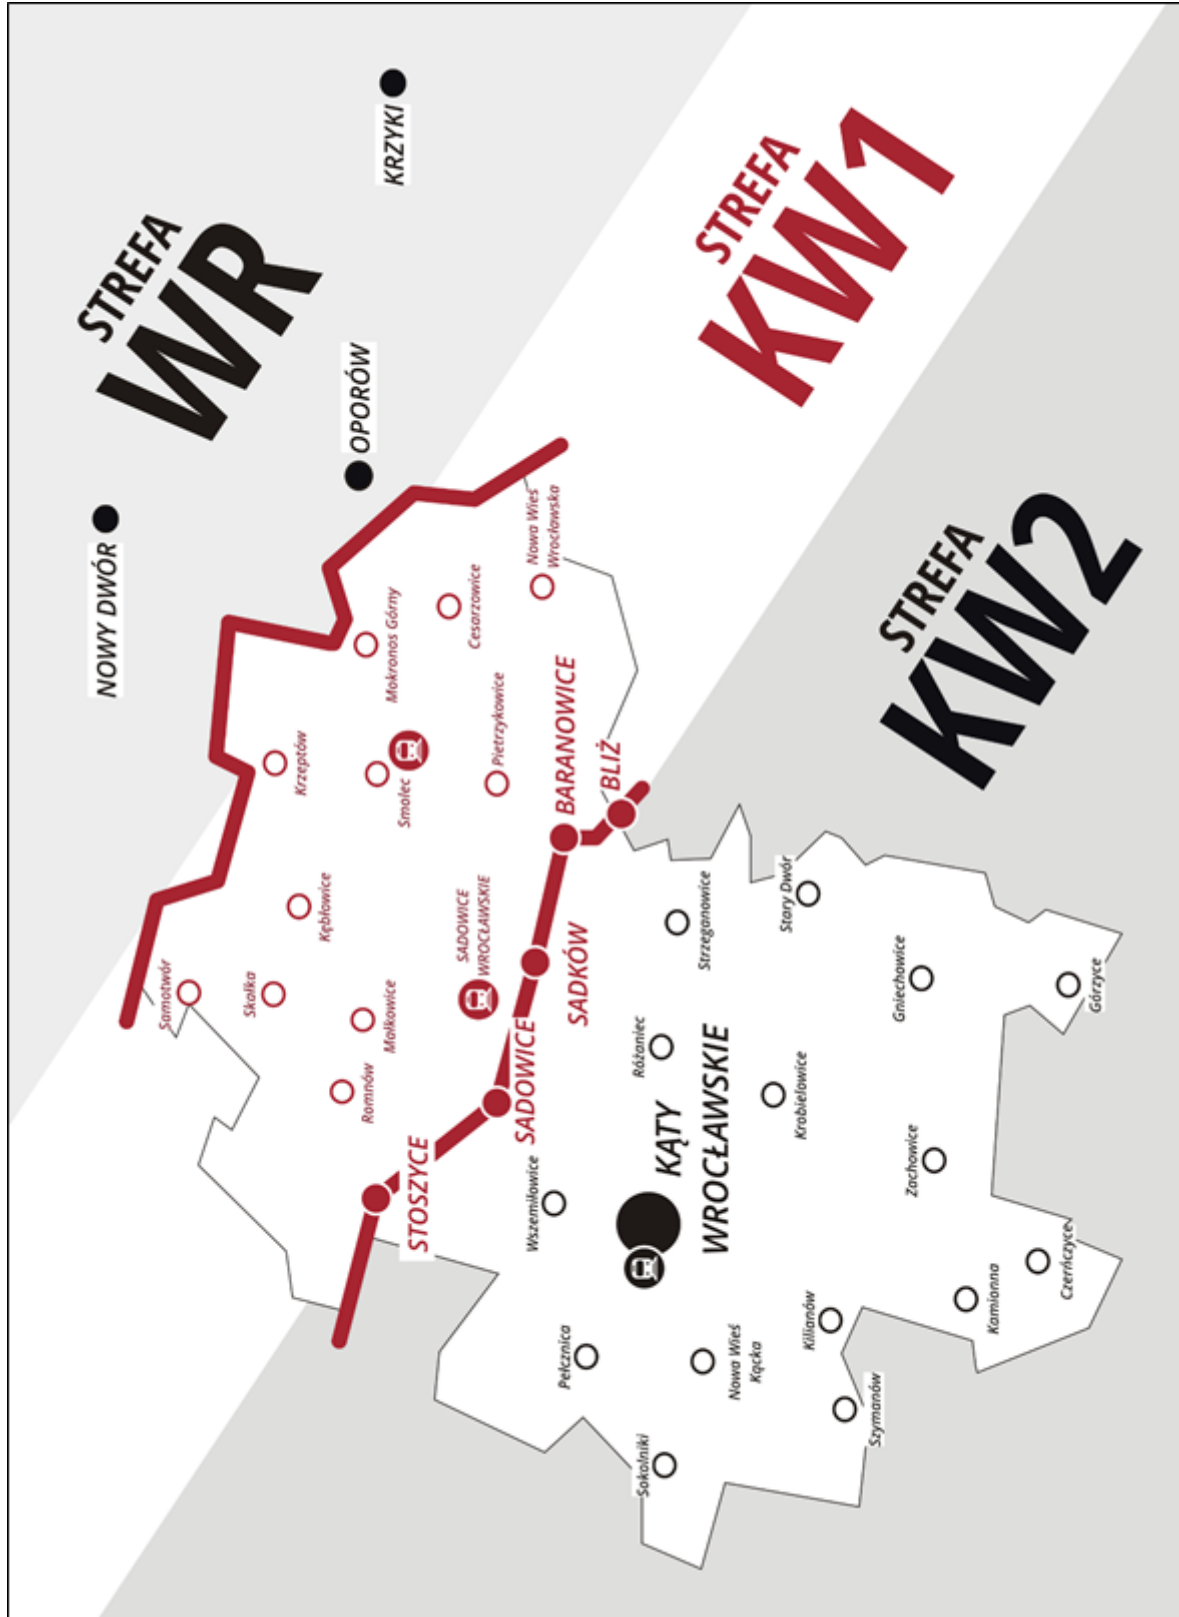 STREFA
WR
NOWY DWÓR
OPORÓW
KRZYKI
STREFA
KW1
Samotwór
Skałka
Kębłowice
Krzeptów
Romnów
Małkowice
Smolec
Mokronos Górny
SADOWICE
WROCŁAWSKIE
Pietrzykowice
Cesarzowice
Nowa Wieś
Wrocławska
STOSZYCE
SADOWICE
SADKÓW
BARANOWICE
BLIŻ
STREFA
KW2
Wszemiłowice
Różaniec
Strzeganowice
Stary Dwór
KĄTY
WROCŁAWSKIE
Pełcznica
Sokolniki
Nowa Wieś
Kącka
Kilianów
Szymanów
Krobielowice
Gniechowice
Zachowice
Kamionna
Czerńczyce
Górzyce